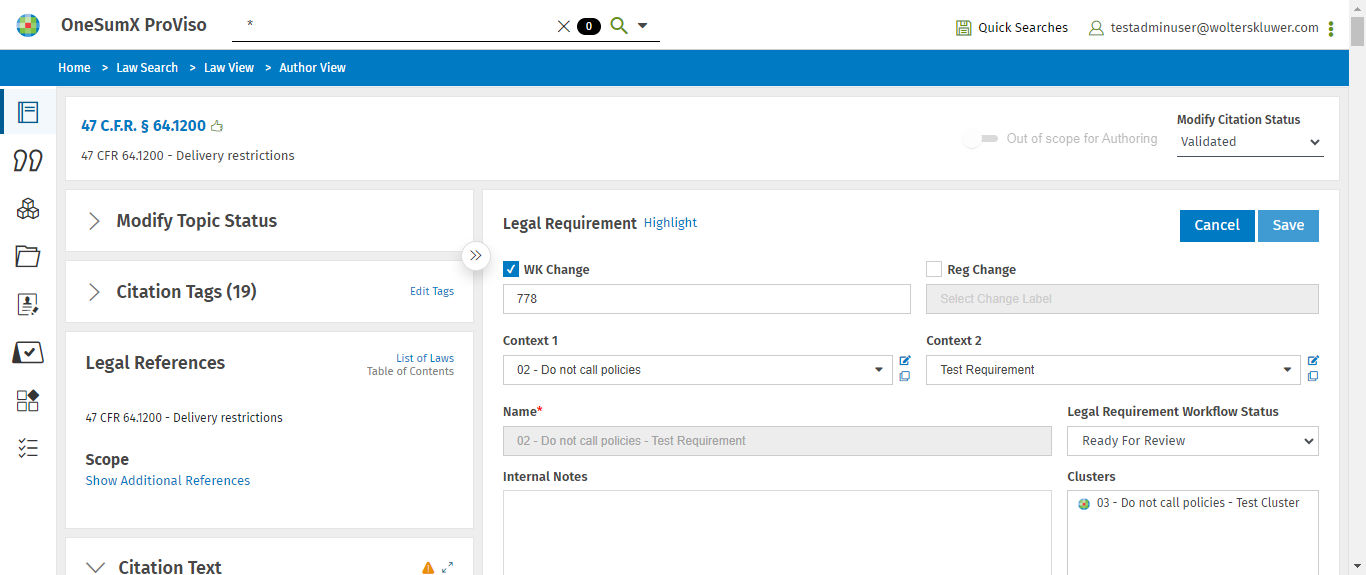 OneSumX ProViso
*
0
Quick Searches
testadminuser@wolterskluwer.com
Home > Law Search > Law View > Author View
47 C.F.R. § 64.1200
47 CFR 64.1200 - Delivery restrictions
Out of scope for Authoring
Modify Citation Status
Validated
Modify Topic Status
Citation Tags (19)
Edit Tags
Legal References
List of Laws
Table of Contents
47 CFR 64.1200 - Delivery restrictions
Scope
Show Additional References
Citation Text
Legal Requirement Highlight
Cancel
Save
WK Change
Reg Change
778
Select Change Label
Context 1
Context 2
02 - Do not call policies
Test Requirement
Name*
Legal Requirement Workflow Status
02 - Do not call policies - Test Requirement
Ready For Review
Internal Notes
Clusters
03 - Do not call policies - Test Cluster